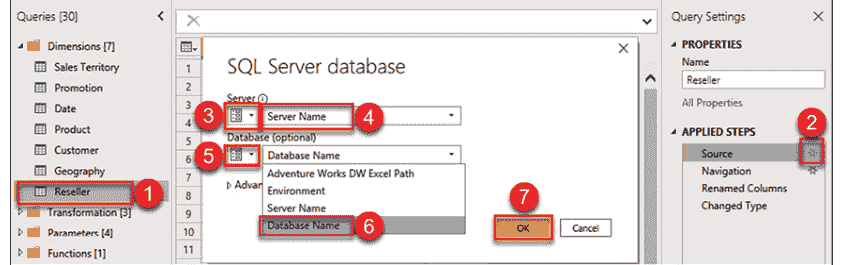 Queries [30]
Dimensions [7]
Sales Territory
Promotion
Date
Product
Customer
Geography
Reseller
1
Transformation [3]
Parameters [4]
Functions [1]
1
2
3
4
5
6
7
8
9
10
11
SQL Server database
Server
3
Server Name
4
Database (optional)
5
Database Name
Advan
Adventure Works DW Excel Path
Environment
Server Name
Database Name
6
7
OK
Cancel
Query Settings
PROPERTIES
Name
Reseller
All Properties
APPLIED STEPS
2
Source
Navigation
Renamed Columns
Changed Type